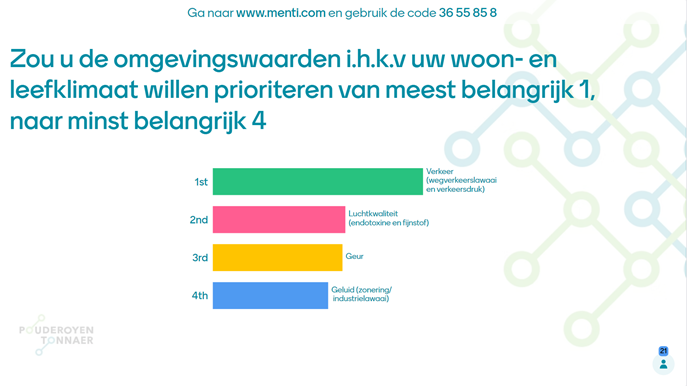 Ga naar www.menti.com en gebruik de code 36 55 85 8
Zou u de omgevingswaarden i.h.k.v uw woon- en
leefklimaat willen prioriteren van meest belangrijk 1,
naar minst belangrijk 4
1st
Verkeer
(wegverkeerslawaai
en verkeersdruk)
2nd
Luchtkwaliteit
(endotoxine en fijnstof)
3rd
Geur
4th
Geluid (zonering/
industrielawaai)
POUDEROYEN
TONNAER
21